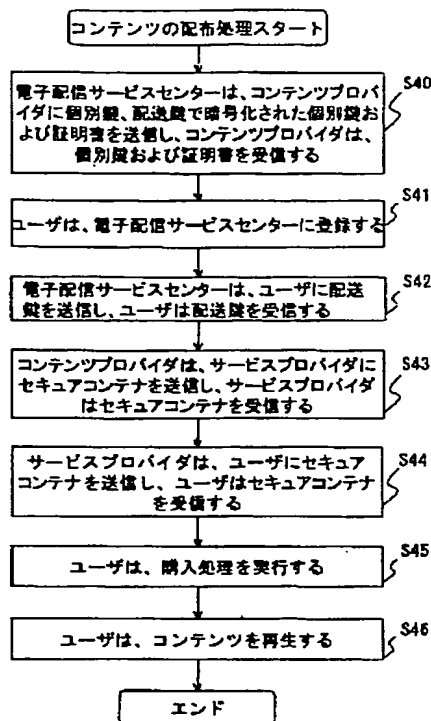 コンテンツの配布処理スタート
S40
電子配信サービスセンターは、コンテンツプロバイ
ダに個別鍵、配送鍵で暗号化された個別鍵お
よび証明書を送信し、コンテンツプロバイダは、
個別鍵および証明書を受信する
S41
ユーザは、電子配信サービスセンターに登録する
S42
電子配信サービスセンターは、ユーザに配送
鍵を送信し、ユーザは配送鍵を受信する
S43
コンテンツプロバイダは、サービスプロバイダに
セキュアコンテナを送信し、サービスプロバイダ
はセキュアコンテナを受信する
S44
サービスプロバイダは、ユーザにセキュア
コンテナを送信し、ユーザはセキュアコンテナ
を受信する
S45
ユーザは、購入処理を実行する
S46
ユーザは、コンテンツを再生する
エンド